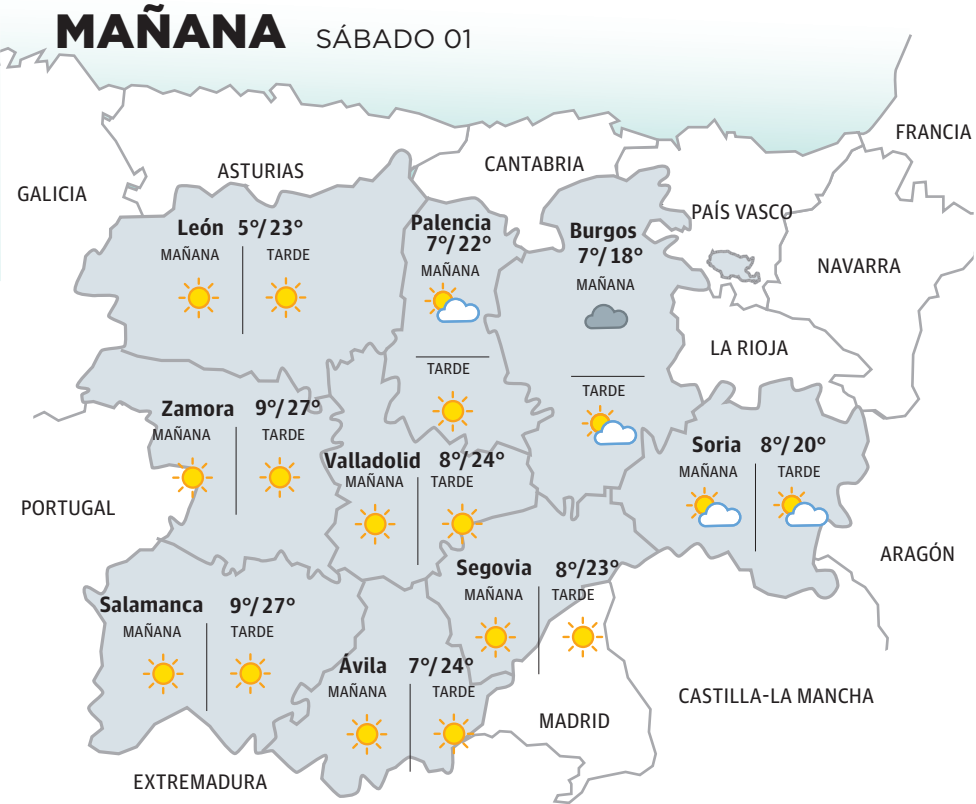 MAÑANA SÁBADO 01
FRANCIA
CANTABRIA
ASTURIAS
GALICIA
PAÍS VASCO
NAVARRA
León 5°/23°
MAÑANA TARDE
Palencia
7°/22°
MAÑANA
TARDE
Burgos
7°/18°
MAÑANA
TARDE
LA RIOJA
Zamora 9°/27°
MAÑANA TARDE
Valladolid 8°/24°
MAÑANA TARDE
Soria 8°/20°
MAÑANA TARDE
PORTUGAL
ARAGÓN
Segovia 8°/23°
MAÑANA TARDE
Salamanca 9°/27°
MAÑANA TARDE
Ávila 7°/24°
MAÑANA TARDE
CASTILLA-LA MANCHA
MADRID
EXTREMADURA